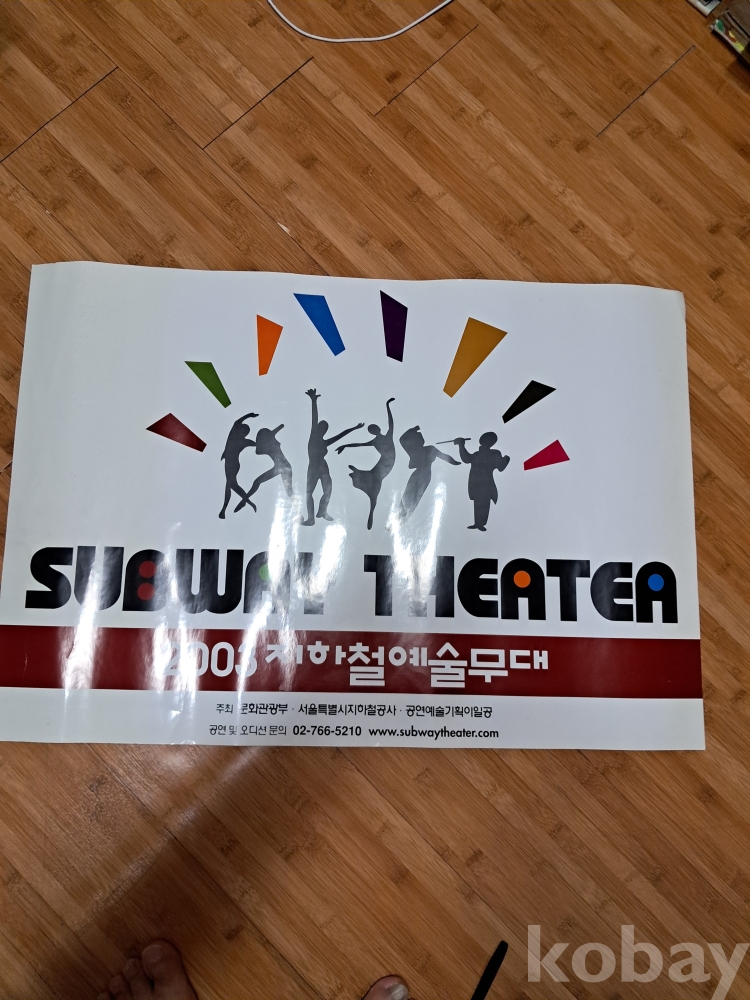 SUBWAY THEATEA
2003 지하철예술무대
주최 문화관광부 · 서울특별시지하철공사 · 공연예술기획이일공
공연 및 오디션 문의 02-766-5210 www.subwaytheater.com
kobay